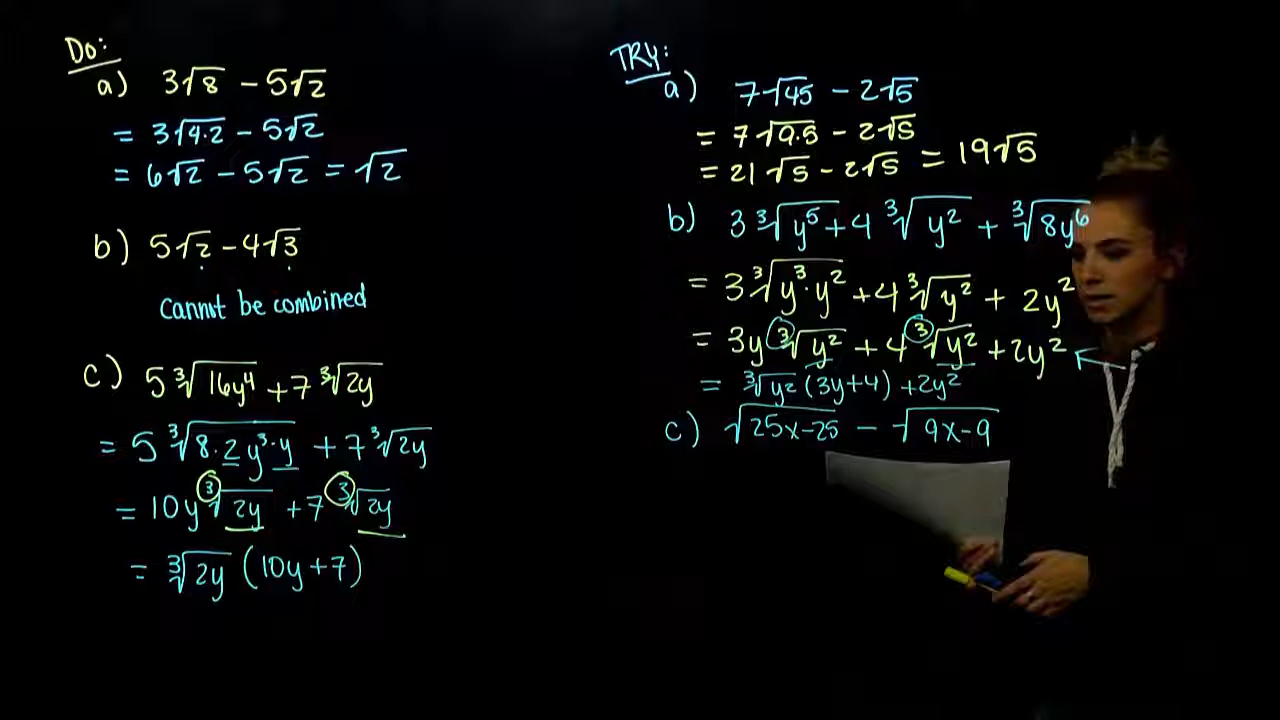 Do:
a) 3√8 - 5√2
= 3√4·2 - 5√2
= 6√2 - 5√2 = √2
b) 5√2 - 4√3
Cannot be combined
c) 5∛16y⁴ + 7∛2y
= 5∛8·2y³·y + 7∛2y
= 10y∛2y + 7∛2y
= ∛2y (10y+7)
TRY:
a) 7√45 - 2√5
= 7√9·5 - 2√5
= 21√5 - 2√5 = 19√5
b) 3∛y⁵ + 4∛y² + ∛8y⁶
= 3∛y³·y² + 4∛y² + 2y²
= 3y∛y² + 4∛y² + 2y²
= ∛y² (3y+4) + 2y²
c) √25x-25 - √9x-9